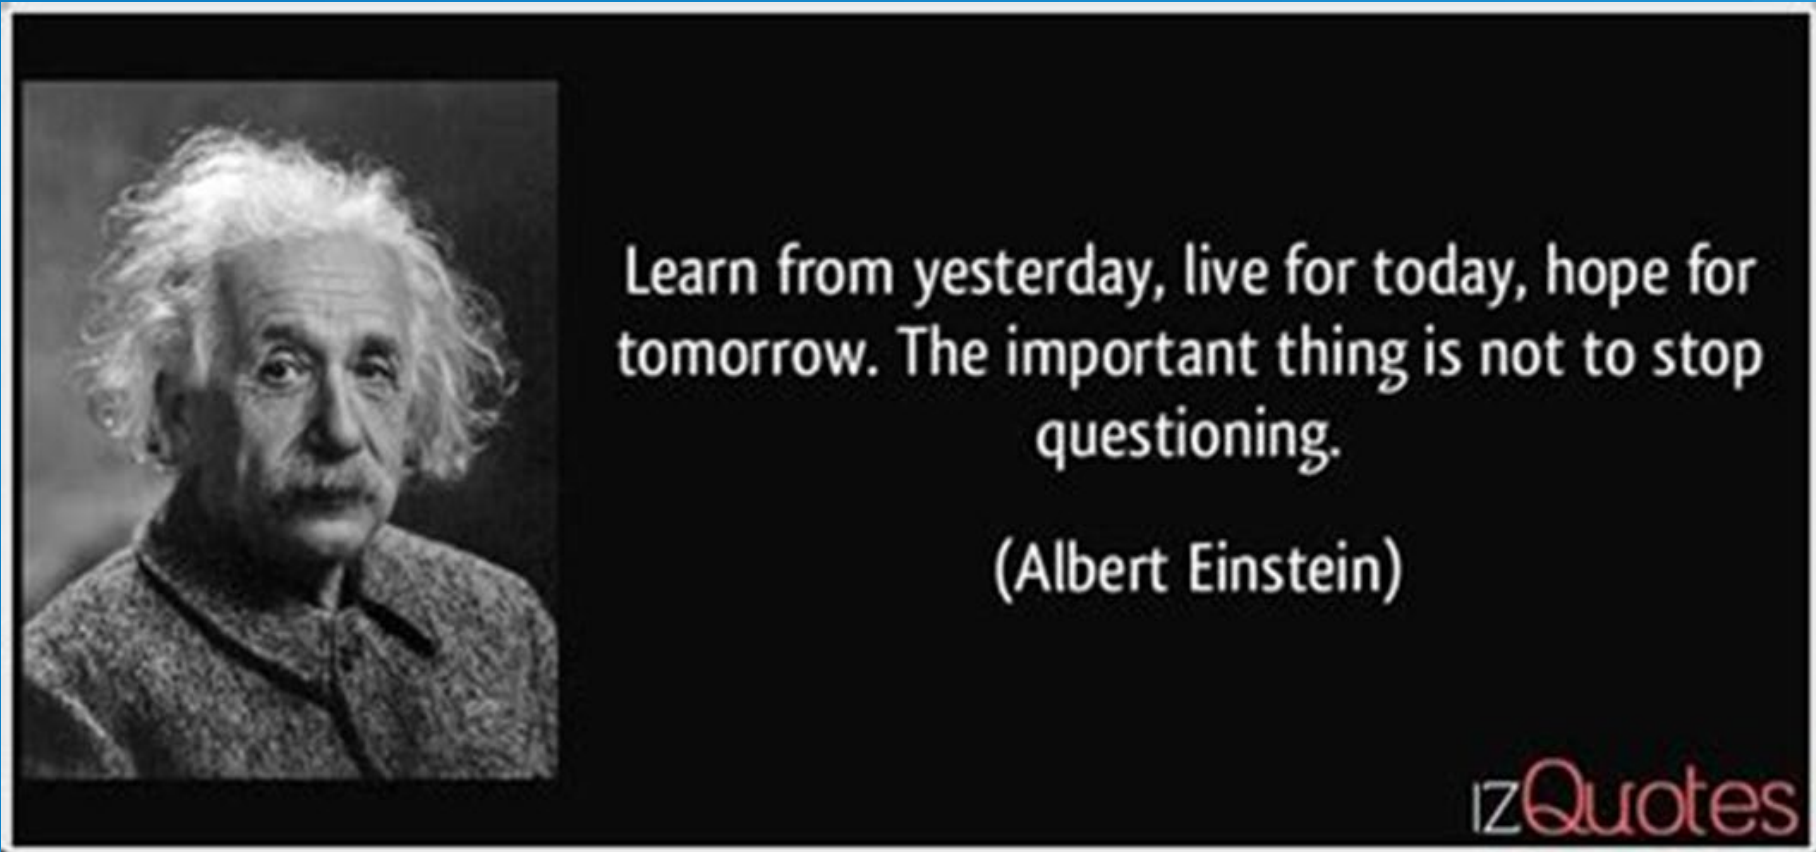 Learn from yesterday, live for today, hope for
tomorrow. The important thing is not to stop
questioning.
(Albert Einstein)
IZQuotes